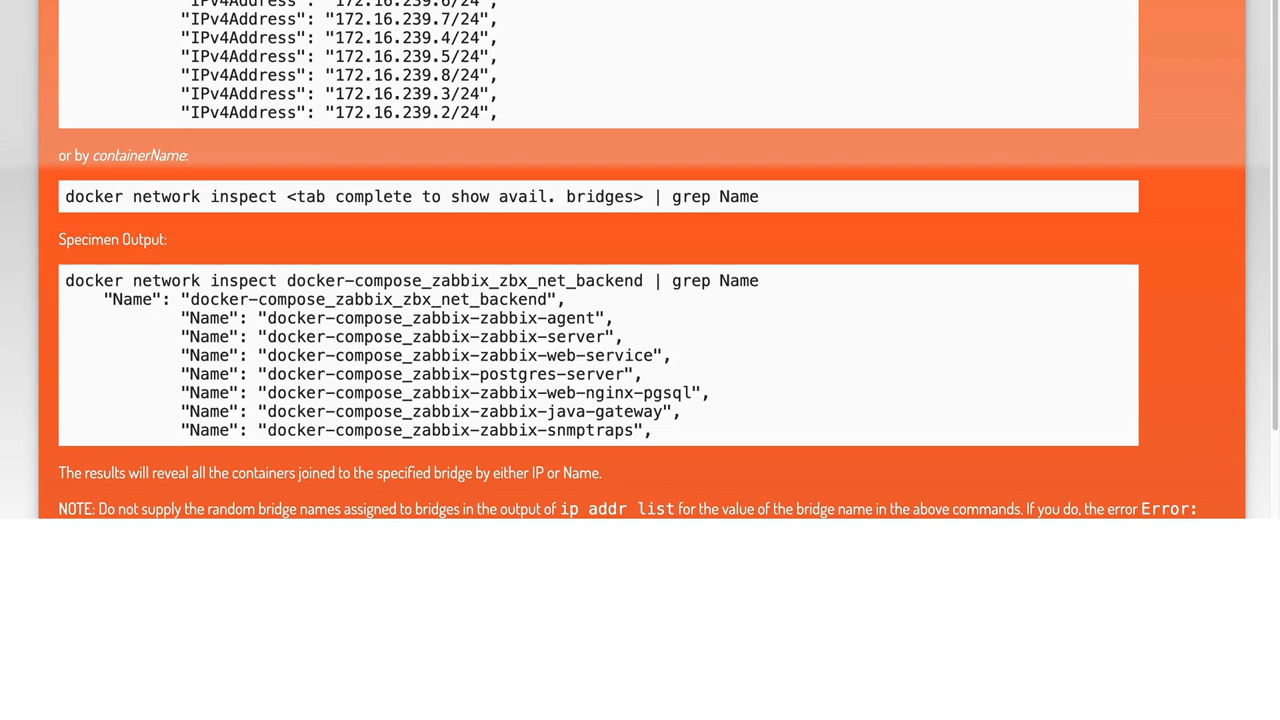 "IPv4Address": "172.16.239.6/24",
"IPv4Address": "172.16.239.7/24",
"IPv4Address": "172.16.239.4/24",
"IPv4Address": "172.16.239.5/24",
"IPv4Address": "172.16.239.8/24",
"IPv4Address": "172.16.239.3/24",
"IPv4Address": "172.16.239.2/24",
or by containerName:
docker network inspect <tab complete to show avail. bridges> | grep Name
Specimen Output:
docker network inspect docker-compose_zabbix_zbx_net_backend | grep Name
"Name": "docker-compose_zabbix_zbx_net_backend",
"Name": "docker-compose_zabbix-zabbix-agent",
"Name": "docker-compose_zabbix-zabbix-server",
"Name": "docker-compose_zabbix-zabbix-web-service",
"Name": "docker-compose_zabbix-postgres-server",
"Name": "docker-compose_zabbix-zabbix-web-nginx-pgsql",
"Name": "docker-compose_zabbix-zabbix-java-gateway",
"Name": "docker-compose_zabbix-zabbix-snmptraps",
The results will reveal all the containers joined to the specified bridge by either IP or Name.
NOTE: Do not supply the random bridge names assigned to bridges in the output of ip addr list for the value of the bridge name in the above commands. If you do, the error Error: